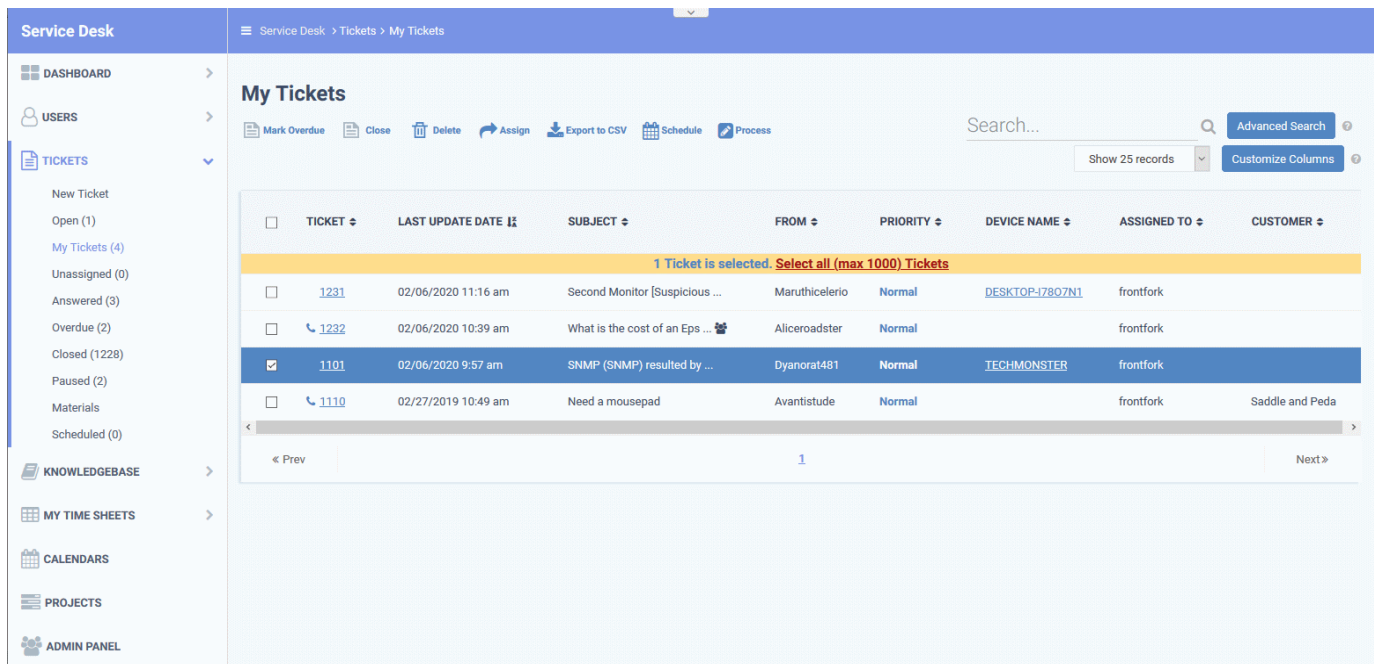 Service Desk
Service Desk > Tickets > My Tickets
DASHBOARD
USERS
TICKETS
New Ticket
Open (1)
My Tickets (4)
Unassigned (0)
Answered (3)
Overdue (2)
Closed (1228)
Paused (2)
Materials
Scheduled (0)
KNOWLEDGEBASE
MY TIME SHEETS
CALENDARS
PROJECTS
ADMIN PANEL
My Tickets
Mark Overdue Close Delete Assign Export to CSV Schedule Process
Search... Advanced Search
Show 25 records Customize Columns
TICKET LAST UPDATE DATE SUBJECT FROM PRIORITY DEVICE NAME ASSIGNED TO CUSTOMER
1 Ticket is selected. Select all (max 1000) Tickets
1231 02/06/2020 11:16 am Second Monitor [Suspicious ... Maruthicelerio Normal DESKTOP-I78O7N1 frontfork
1232 02/06/2020 10:39 am What is the cost of an Eps ... Aliceroadster Normal frontfork
1101 02/06/2020 9:57 am SNMP (SNMP) resulted by ... Dyanorat481 Normal TECHMONSTER frontfork
1110 02/27/2019 10:49 am Need a mousepad Avantistude Normal frontfork Saddle and Peda
« Prev 1 Next»